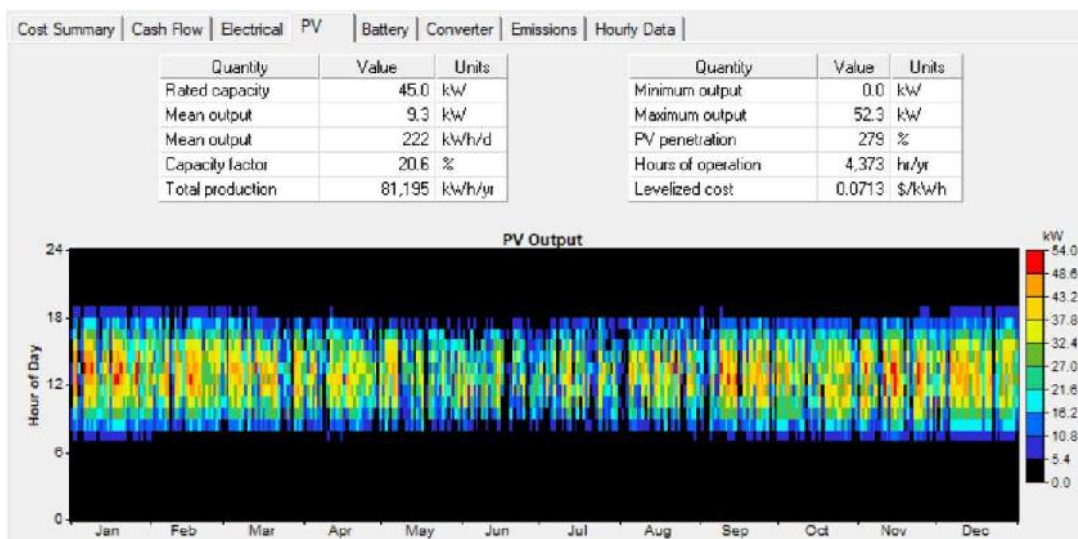 Cost Summary Cash Flow Electrical PV Battery Converter Emissions Hourly Data
Quantity Value Units
Rated capacity 45.0 kW
Mean output 9.3 kW
Mean output 222 kWh/d
Capacity factor 20.6 %
Total production 81,195 kWh/yr
Quantity Value Units
Minimum output 0.0 kW
Maximum output 52.3 kW
PV penetration 279 %
Hours of operation 4,373 hr/yr
Levelized cost 0.0713 $/kWh
PV Output
Hour of Day
24
18
12
6
0
Jan Feb Mar Apr May Jun Jul Aug Sep Oct Nov Dec
kW
54.0
48.6
43.2
37.8
32.4
27.0
21.6
16.2
10.8
5.4
0.0